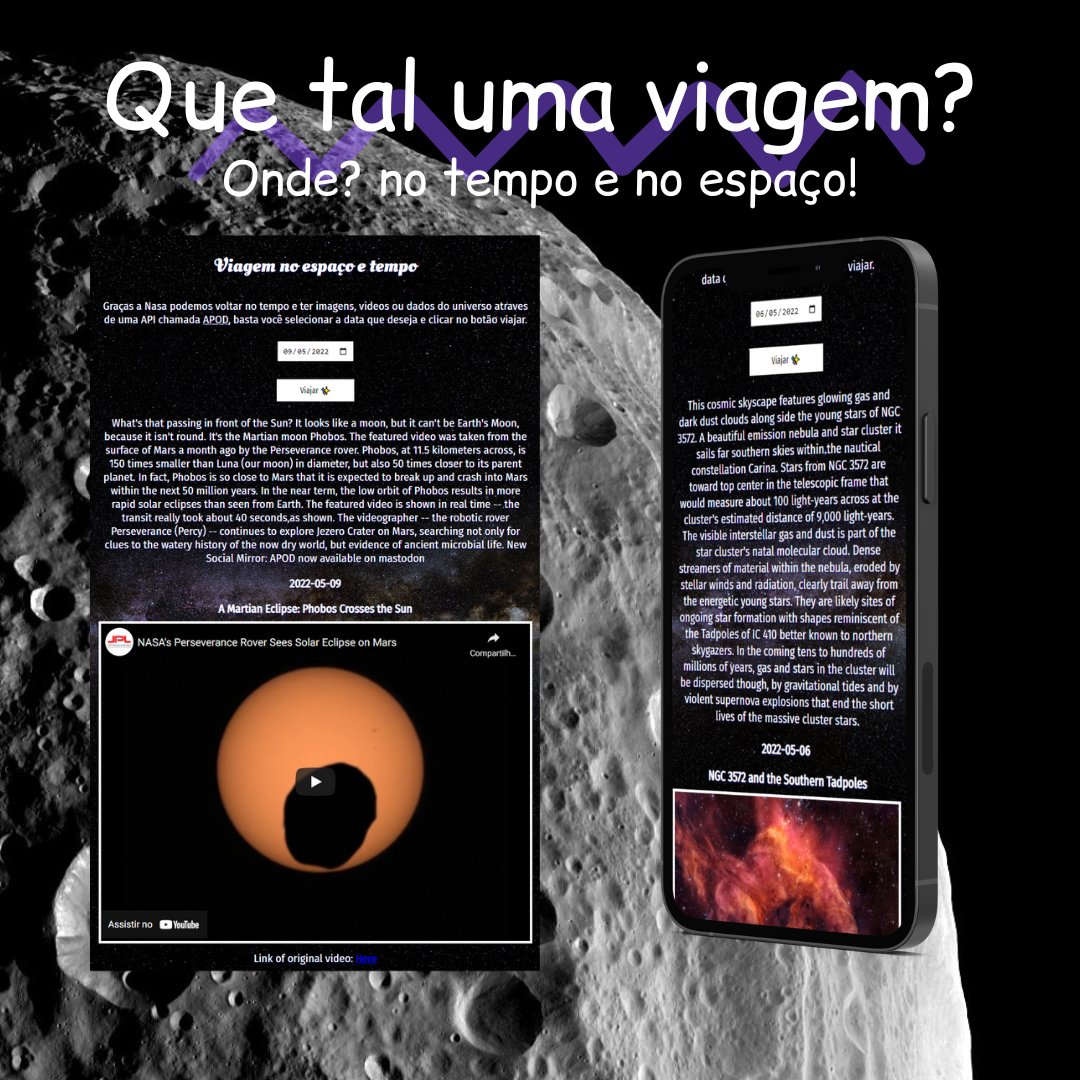 Que tal uma viagem?
Onde? no tempo e no espaço!
Viagem no espaço e tempo
Graças a Nasa podemos voltar no tempo e ter imagens, videos ou dados do universo atraves
de uma API chamada APOD, basta você selecionar a data que deseja e clicar no botão viajar.
09/05/2022
Viajar
What's that passing in front of the Sun? It looks like a moon, but it can't be Earth's Moon,
because it isn't round. It's the Martian moon Phobos. The featured video was taken from the
surface of Mars a month ago by the Perseverance rover. Phobos, at 11.5 kilometers across, is
150 times smaller than Luna (our moon) in diameter, but also 50 times closer to its parent
planet. In fact, Phobos is so close to Mars that it is expected to break up and crash into Mars
within the next 50 million years. In the near term, the low orbit of Phobos results in more
rapid solar eclipses than seen from Earth. The featured video is shown in real time -- the
transit really took about 40 seconds,as shown. The videographer -- the robotic rover
Perseverance (Percy) -- continues to explore Jezero Crater on Mars, searching not only for
clues to the watery history of the now dry world, but evidence of ancient microbial life. New
Social Mirror: APOD now available on mastodon
2022-05-09
A Martian Eclipse: Phobos Crosses the Sun
JPL
NASA's Perseverance Rover Sees Solar Eclipse on Mars
Compartilh...
Assistir no YouTube
Link of original video: Here
data viajar.
06/05/2022
Viajar
This cosmic skyscape features glowing gas and
dark dust clouds along side the young stars of NGC
3572. A beautiful emission nebula and star cluster it
sails far southern skies within,the nautical
constellation Carina. Stars from NGC 3572 are
toward top center in the telescopic frame that
would measure about 100 light-years across at the
cluster's estimated distance of 9,000 light-years.
The visible interstellar gas and dust is part of the
star cluster's natal molecular cloud. Dense
streamers of material within the nebula, eroded by
stellar winds and radiation, clearly trail away from
the energetic young stars. They are likely sites of
ongoing star formation with shapes reminiscent of
the Tadpoles of IC 410 better known to northern
skygazers. In the coming tens to hundreds of
millions of years, gas and stars in the cluster will
be dispersed though, by gravitational tides and by
violent supernova explosions that end the short
lives of the massive cluster stars.
2022-05-06
NGC 3572 and the Southern Tadpoles